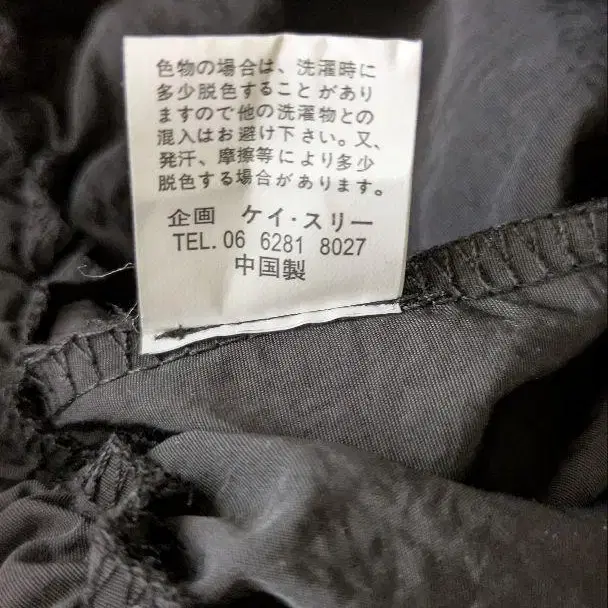 色物の場合は、洗濯時に
多少脱色することがあり
ますので他の洗濯物との
混入はお避け下さい。又、
発汗、摩擦等により多少
脱色する場合があります。
企画 ケイ・スリー
TEL. 06 6281 8027
中国製